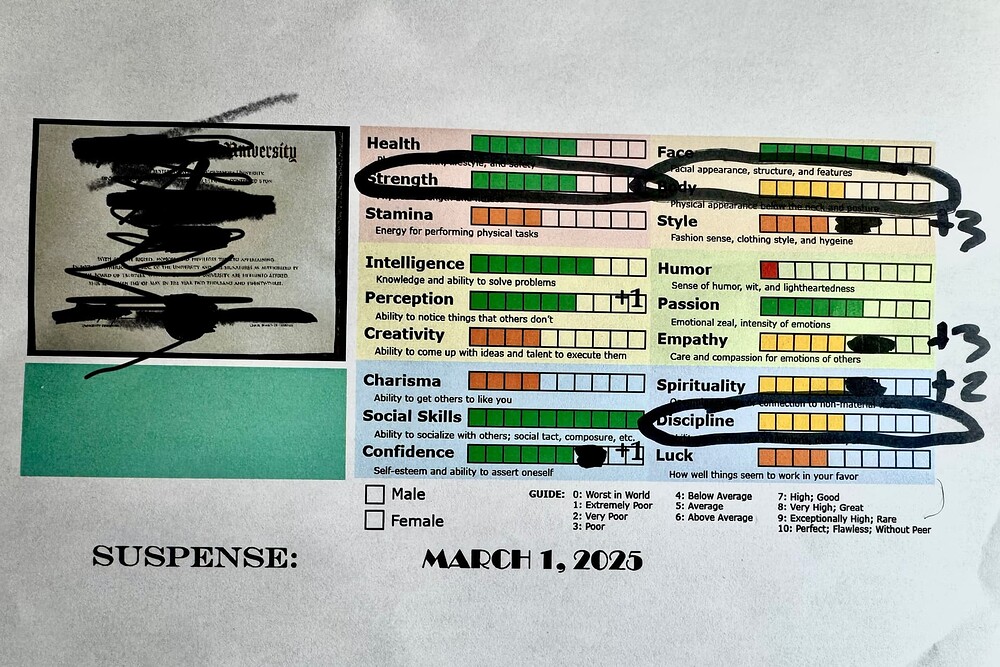 University
Health
Strength
Stamina
Energy for performing physical tasks
Intelligence
Knowledge and ability to solve problems
Perception +1
Ability to notice things that others don't
Creativity
Ability to come up with ideas and talent to execute them
Charisma
Ability to get others to like you
Social Skills
Ability to socialize with others; social tact, composure, etc.
Confidence +1
Self-esteem and ability to assert oneself
Face
Facial appearance, structure, and features
Body
Physical appearance below the neck and posture
Style +3
Fashion sense, clothing style, and hygeine
Humor
Sense of humor, wit, and lightheartedness
Passion
Emotional zeal, intensity of emotions
Empathy +3
Care and compassion for emotions of others
Spirituality +2
connection to non-material
Discipline
Luck
How well things seem to work in your favor
Male
Female
GUIDE: 0: Worst in World
1: Extremely Poor
2: Very Poor
3: Poor
4: Below Average
5: Average
6: Above Average
7: High; Good
8: Very High; Great
9: Exceptionally High; Rare
10: Perfect; Flawless; Without Peer
SUSPENSE: MARCH 1, 2025